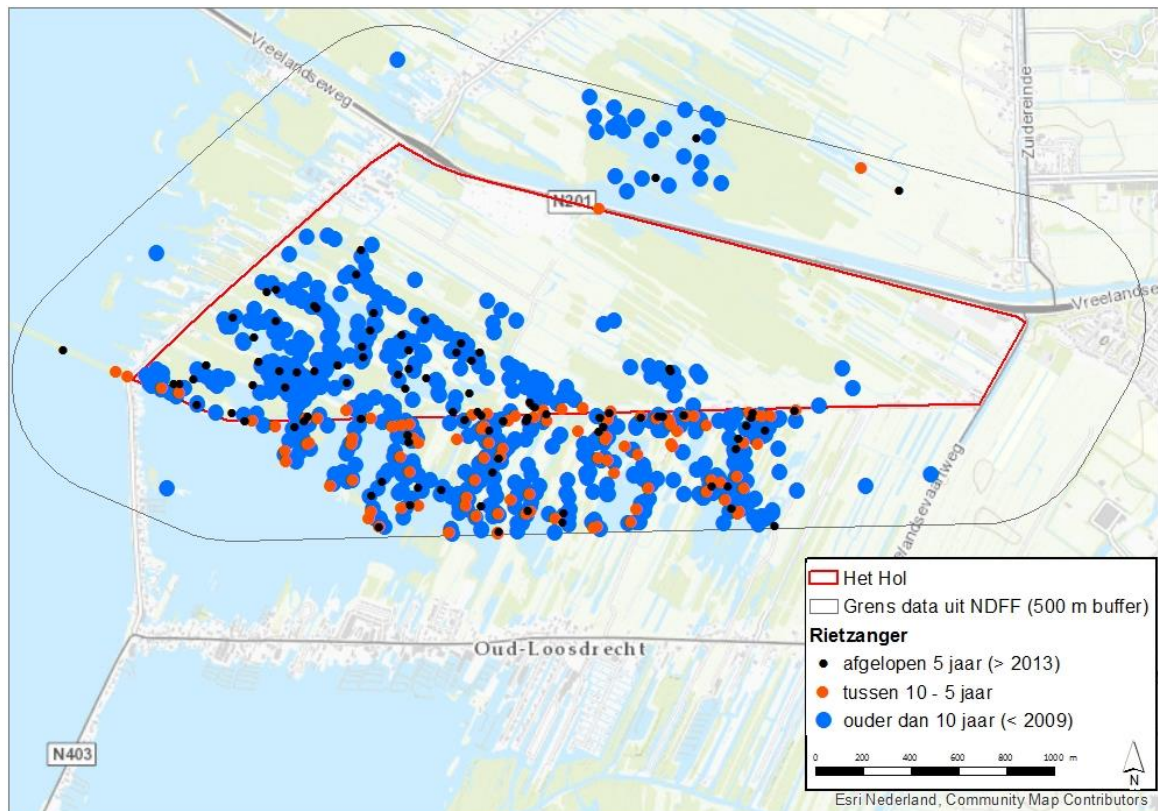 Vreelandseweg
Zuidereinde
N201
Vreelandse
elandsevaartweg
Oud-Loosdrecht
N403
Het Hol
Grens data uit NDFF (500 m buffer)
Rietzanger
afgelopen 5 jaar (> 2013)
tussen 10 - 5 jaar
ouder dan 10 jaar (< 2009)
0 200 400 600 800 1000 m
N
Esri Nederland, Community Map Contributors